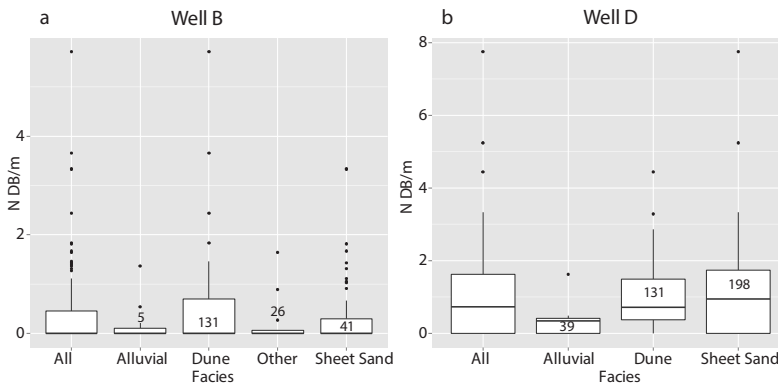 a
Well B
N DB/m
4
2
0
5
131
26
41
All
Alluvial
Dune
Other
Sheet Sand
Facies
b
Well D
N DB/m
8
6
4
2
0
39
131
198
All
Alluvial
Dune
Sheet Sand
Facies